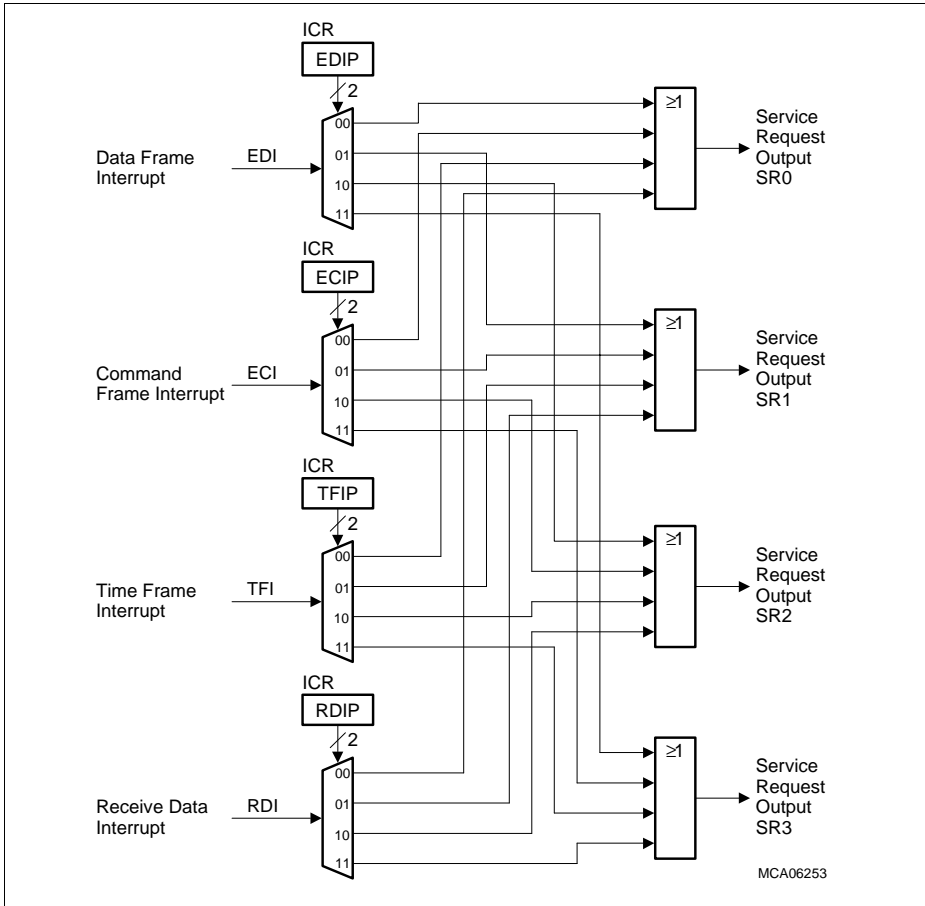 ICR
EDIP
2
00
01
10
11
Data Frame
Interrupt
EDI
≥1
Service
Request
Output
SR0
ICR
ECIP
2
00
01
10
11
Command
Frame Interrupt
ECI
≥1
Service
Request
Output
SR1
ICR
TFIP
2
00
01
10
11
Time Frame
Interrupt
TFI
≥1
Service
Request
Output
SR2
ICR
RDIP
2
00
01
10
11
Receive Data
Interrupt
RDI
≥1
Service
Request
Output
SR3
MCA06253